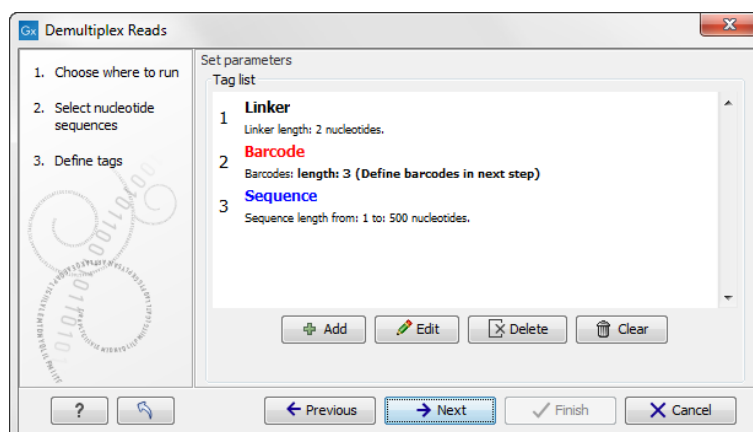 Gx Demultiplex Reads
1. Choose where to run
2. Select nucleotide
sequences
3. Define tags
Set parameters
Tag list
1 Linker
Linker length: 2 nucleotides.
2 Barcode
Barcodes: length: 3 (Define barcodes in next step)
3 Sequence
Sequence length from: 1 to: 500 nucleotides.
Add Edit Delete Clear
? Previous Next Finish Cancel